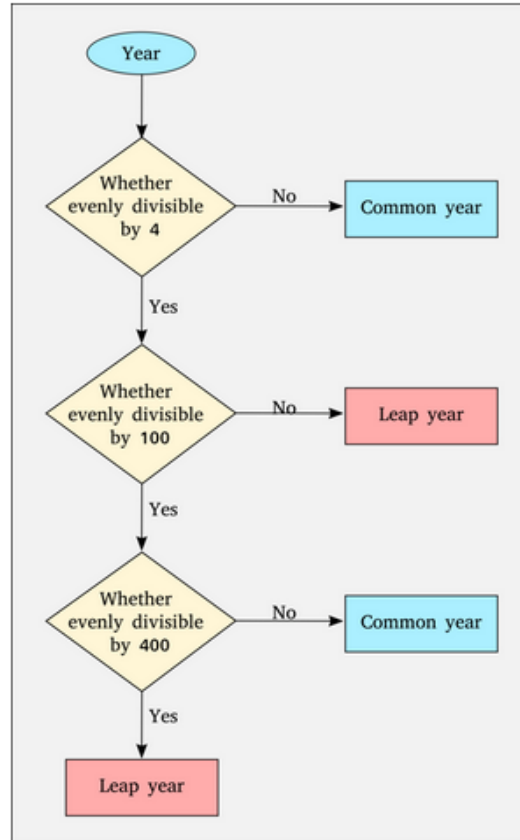 Year
Whether
evenly divisible
by 4
No
Common year
Yes
Whether
evenly divisible
by 100
No
Leap year
Yes
Whether
evenly divisible
by 400
No
Common year
Yes
Leap year